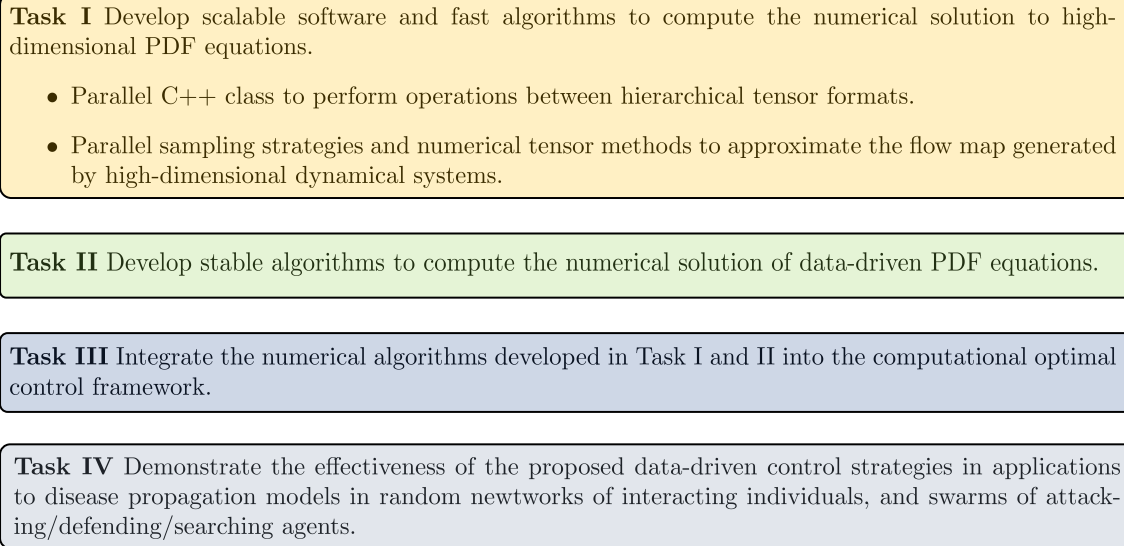 Task I Develop scalable software and fast algorithms to compute the numerical solution to high-
dimensional PDF equations.
• Parallel C++ class to perform operations between hierarchical tensor formats.
• Parallel sampling strategies and numerical tensor methods to approximate the flow map generated
by high-dimensional dynamical systems.
Task II Develop stable algorithms to compute the numerical solution of data-driven PDF equations.
Task III Integrate the numerical algorithms developed in Task I and II into the computational optimal
control framework.
Task IV Demonstrate the effectiveness of the proposed data-driven control strategies in applications
to disease propagation models in random newtworks of interacting individuals, and swarms of attack-
ing/defending/searching agents.